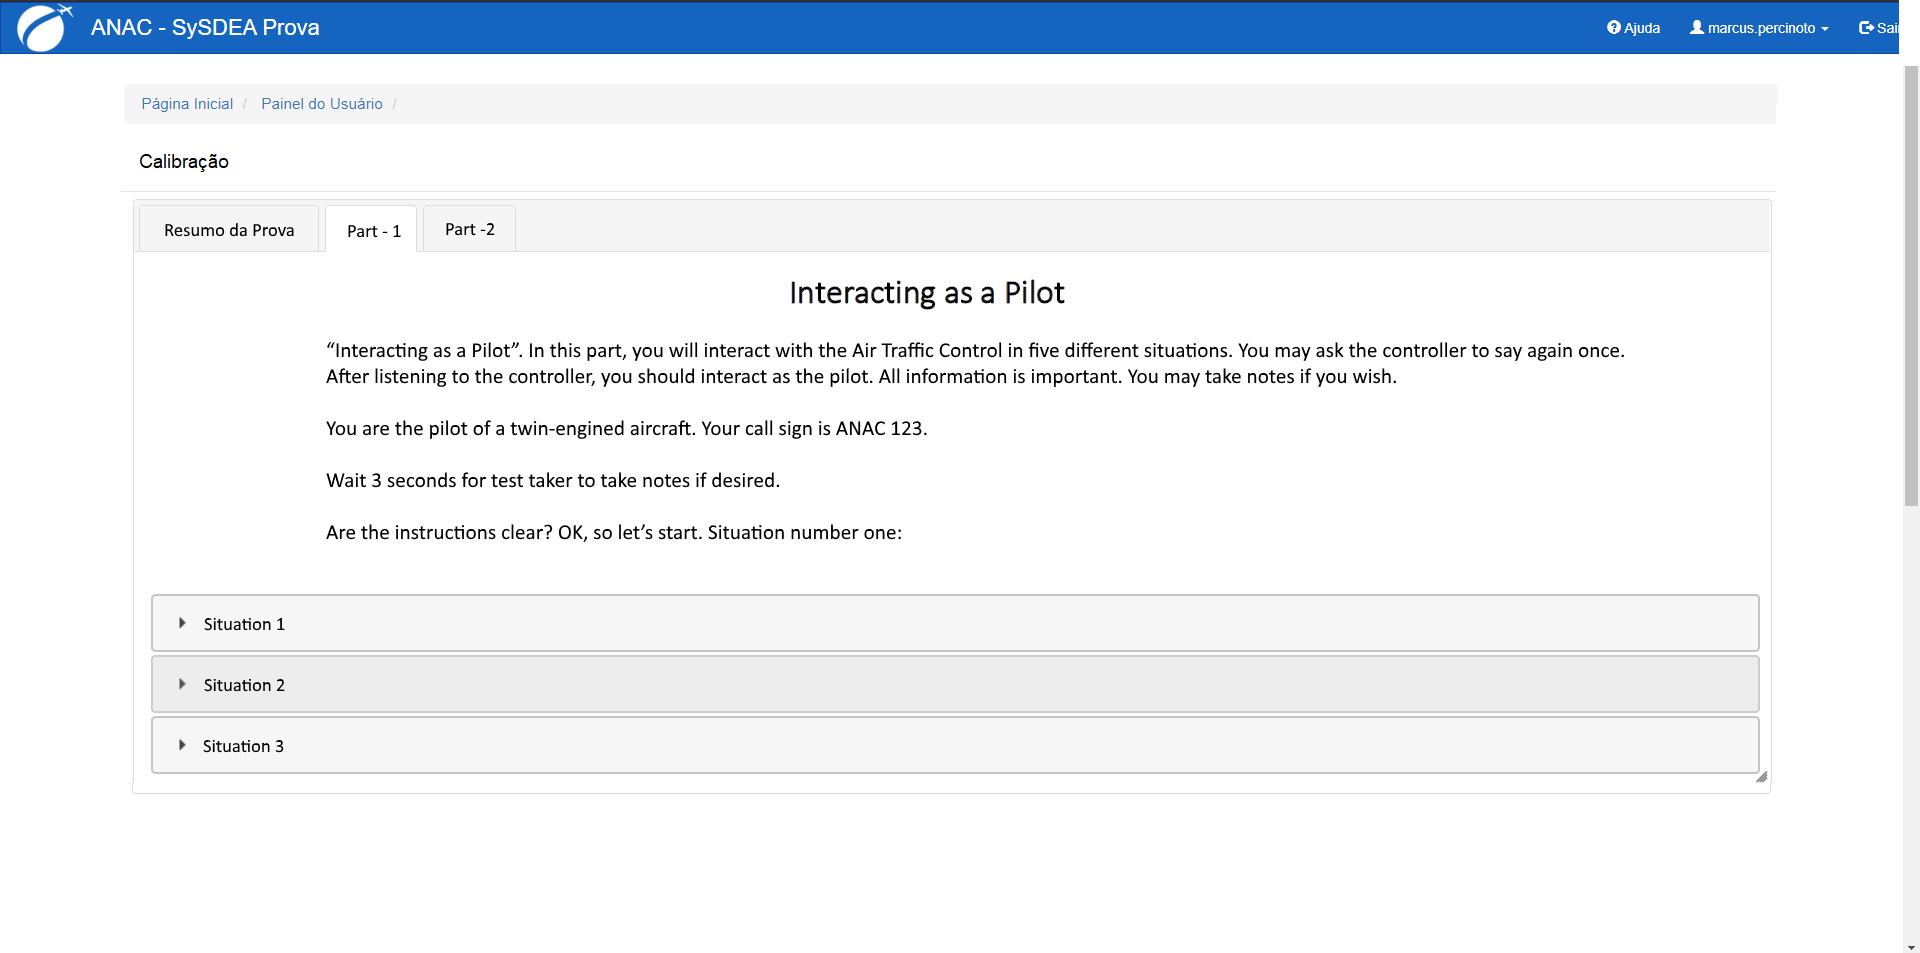 ANAC - SySDEA Prova
Ajuda marcus.percinoto Sai
Página Inicial / Painel do Usuário /
Calibração
Resumo da Prova Part - 1 Part -2
Interacting as a Pilot
“Interacting as a Pilot”. In this part, you will interact with the Air Traffic Control in five different situations. You may ask the controller to say again once.
After listening to the controller, you should interact as the pilot. All information is important. You may take notes if you wish.
You are the pilot of a twin-engined aircraft. Your call sign is ANAC 123.
Wait 3 seconds for test taker to take notes if desired.
Are the instructions clear? OK, so let’s start. Situation number one:
Situation 1
Situation 2
Situation 3